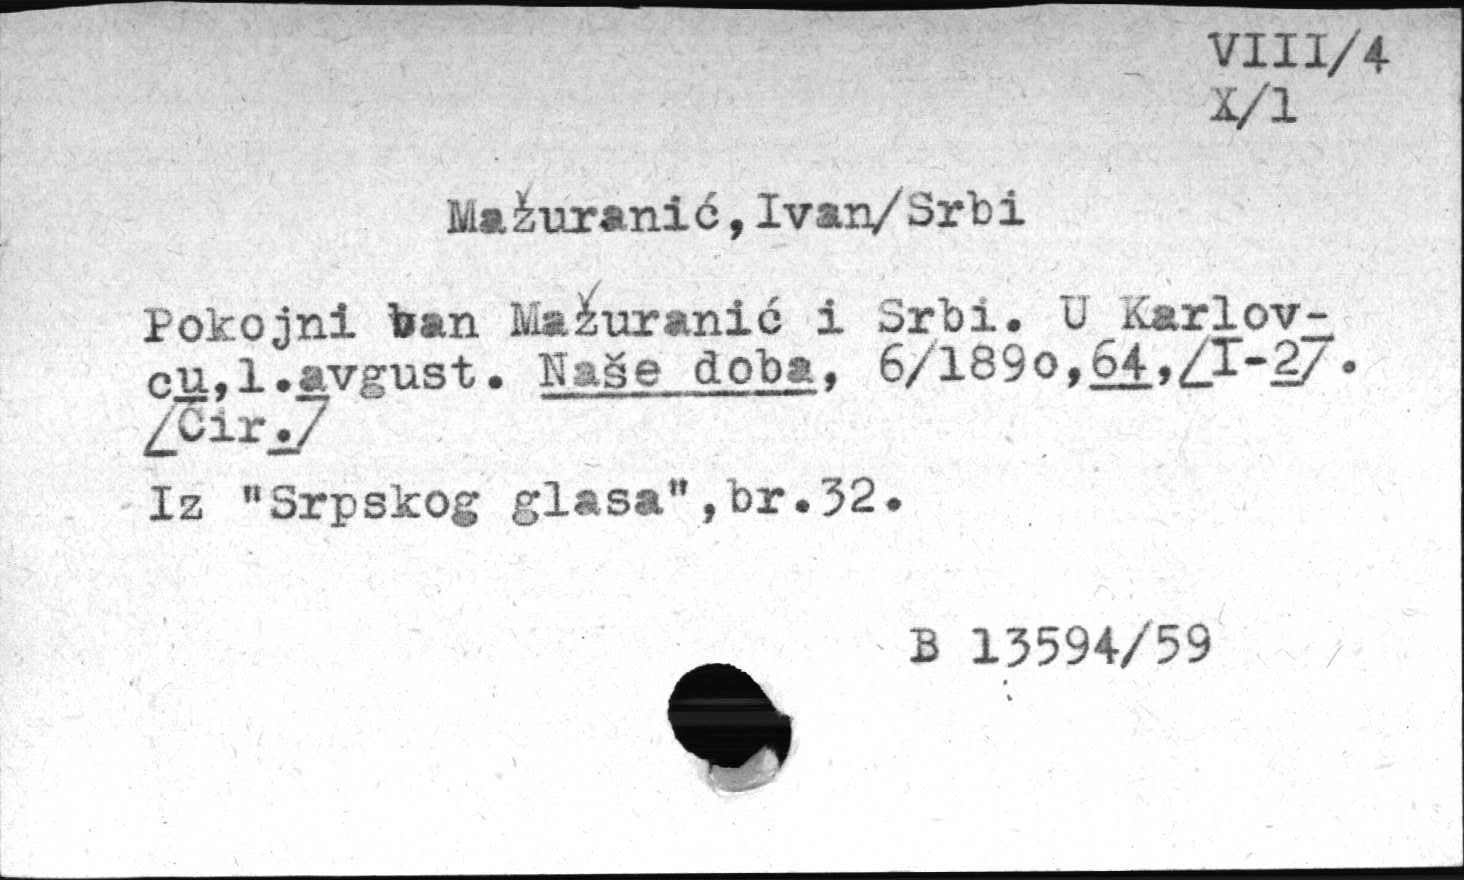 VIII/4
X/1
Mažuranić,Ivan/Srbi
Pokojni ban Mažuranić i Srbi. U Karlov-
cu,1.avgust. Naše doba, 6/189o,64,/I-2/.
/Cir./
Iz "Srpskog glasa",br.32.
B 13594/59